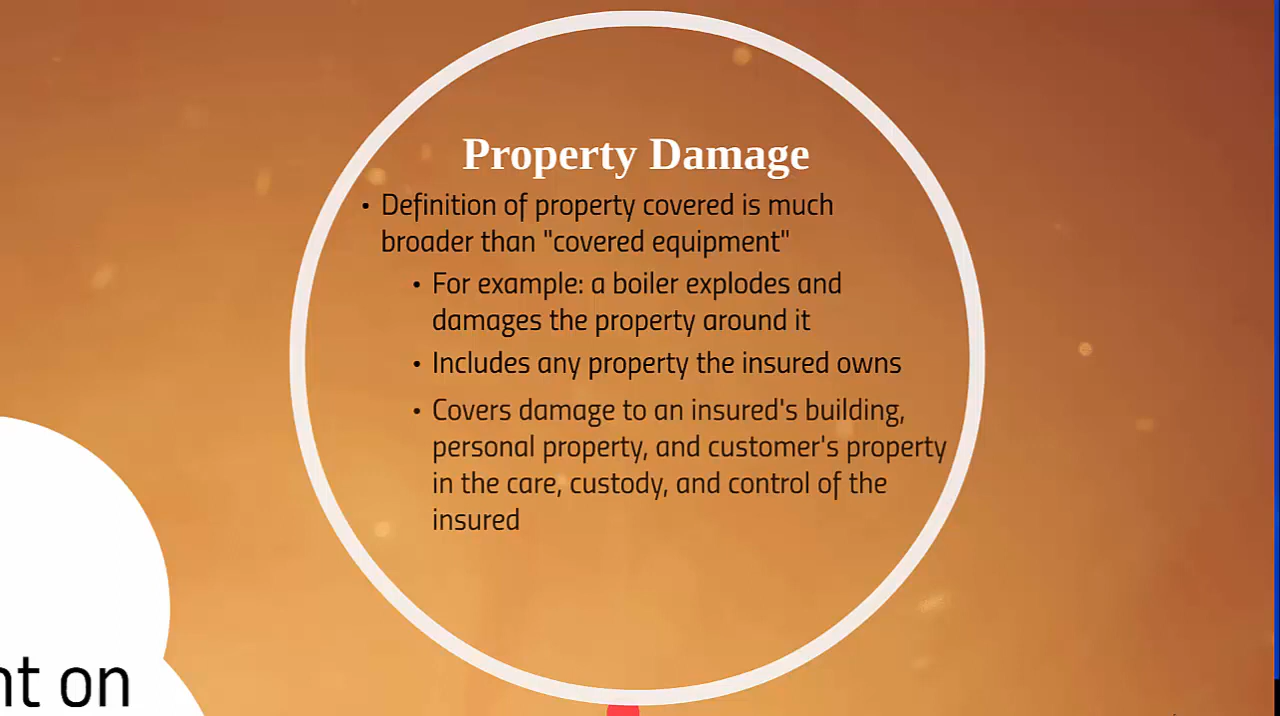 Property Damage
• Definition of property covered is much
broader than "covered equipment"
• For example: a boiler explodes and
damages the property around it
• Includes any property the insured owns
• Covers damage to an insured's building,
personal property, and customer's property
in the care, custody, and control of the
insured
on